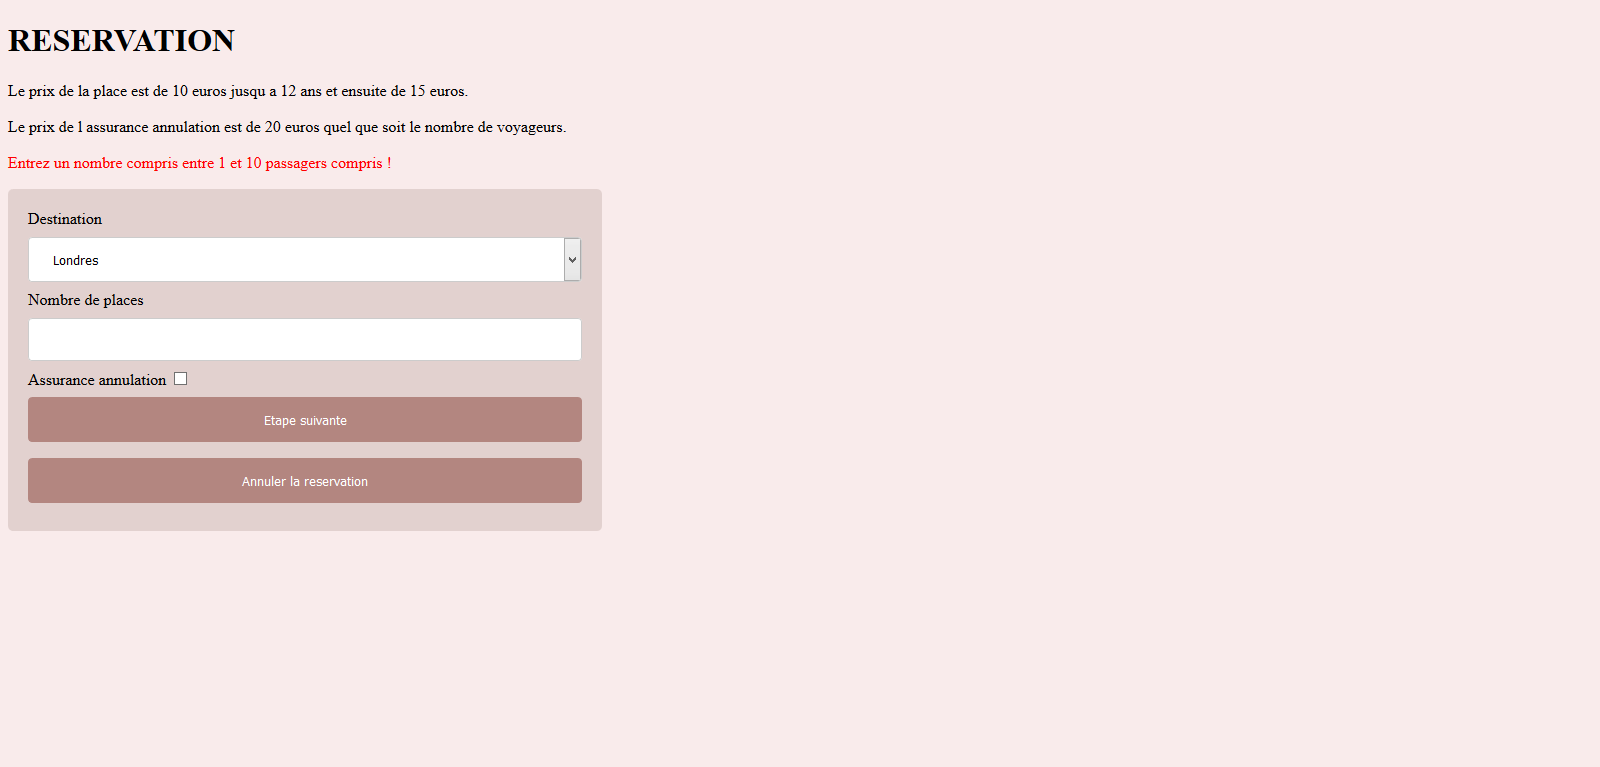 RESERVATION
Le prix de la place est de 10 euros jusqu a 12 ans et ensuite de 15 euros.
Le prix de l assurance annulation est de 20 euros quel que soit le nombre de voyageurs.
Entrez un nombre compris entre 1 et 10 passagers compris !
Destination
Londres
Nombre de places
Assurance annulation
Etape suivante
Annuler la reservation